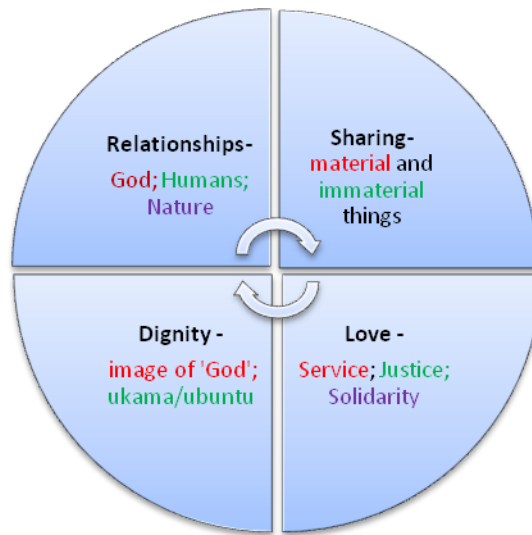 Relationships-
God; Humans;
Nature
Sharing-
material and
immaterial
things
Dignity -
image of 'God';
ukama/ubuntu
Love -
Service; Justice;
Solidarity